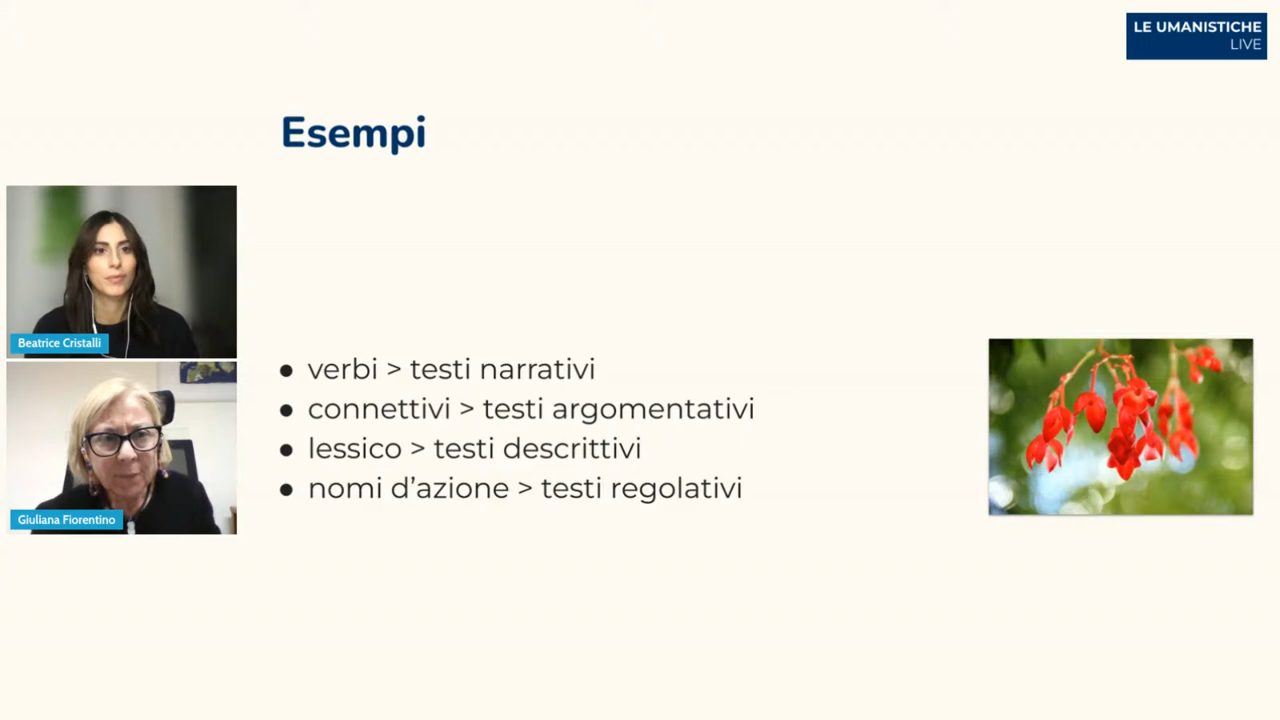 LE UMANISTICHE
LIVE
Esempi
Beatrice Cristalli
Giuliana Fiorentino
● verbi > testi narrativi
● connettivi > testi argomentativi
● lessico > testi descrittivi
● nomi d’azione > testi regolativi